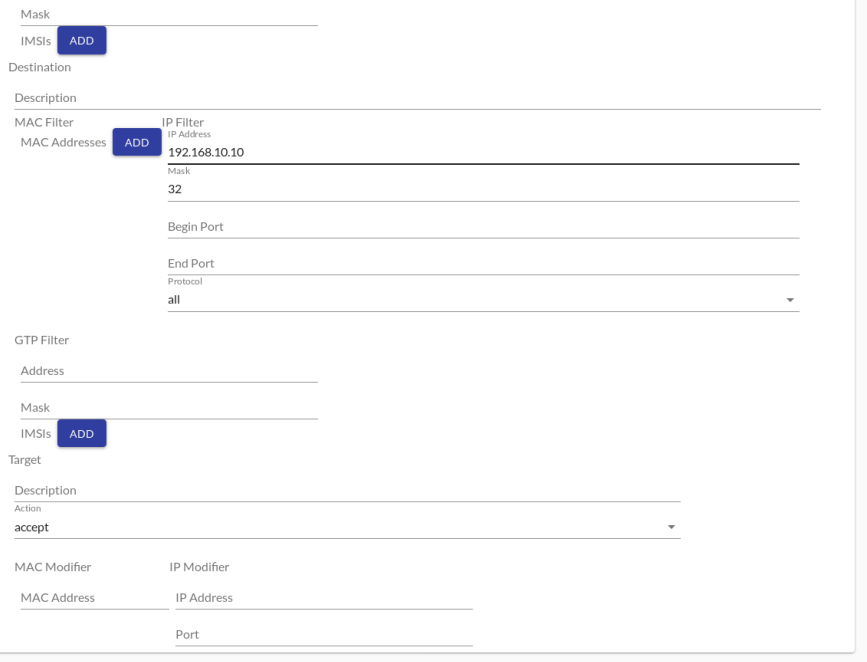 Mask
IMSIs ADD
Destination
Description
MAC Filter IP Filter
IP Address
MAC Addresses ADD
192.168.10.10
Mask
32
Begin Port
End Port
Protocol
all
GTP Filter
Address
Mask
IMSIs ADD
Target
Description
Action
accept
MAC Modifier IP Modifier
MAC Address IP Address
Port